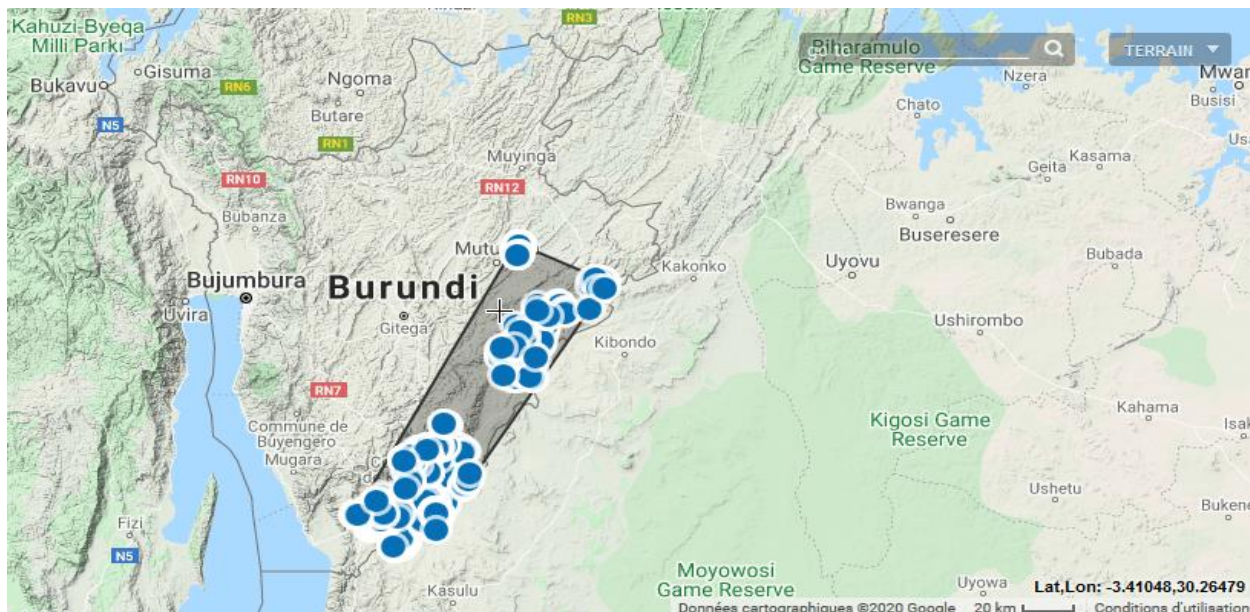 Kahuzi-Byeqa
Milli Parkı
Gisuma
Bukavu
RN6
N5
Ngoma
Butare
RN1
RN3
Biharamulo
Game Reserve
TERRAIN
Nzera
Mwan
Busisi
Chato
Kasama
Geita
Muyinga
RN10
RN12
Bubanza
Bwanga
Buseresere
Mutu
Bujumbura
Burundi
Kakonko
Uyovu
Bubada
Uvira
Gitega
Kibondo
Ushirombo
RN7
Commune de
Buyengero
Mugara
Kigosi Game
Reserve
Kahama
Isak
Ushetu
Bukene
Fizi
N5
Kasulu
Moyowosi
Game Reserve
Uyowa
Lat,Lon: -3.41048,30.26479
Données cartographiques ©2020 Google 20 km Conditions d'utilisation